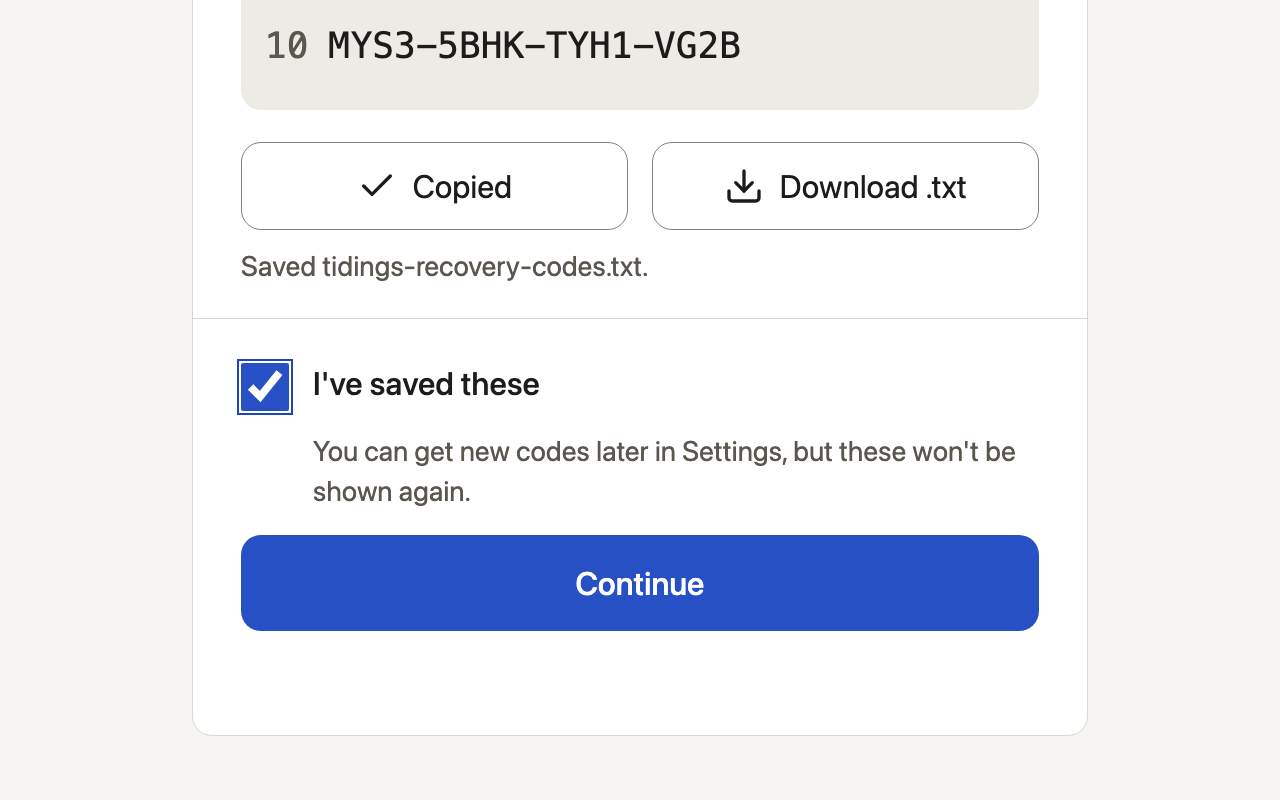 10 MYS3-5BHK-TYH1-VG2B
Copied
Download .txt
Saved tidings-recovery-codes.txt.
I've saved these
You can get new codes later in Settings, but these won't be
shown again.
Continue